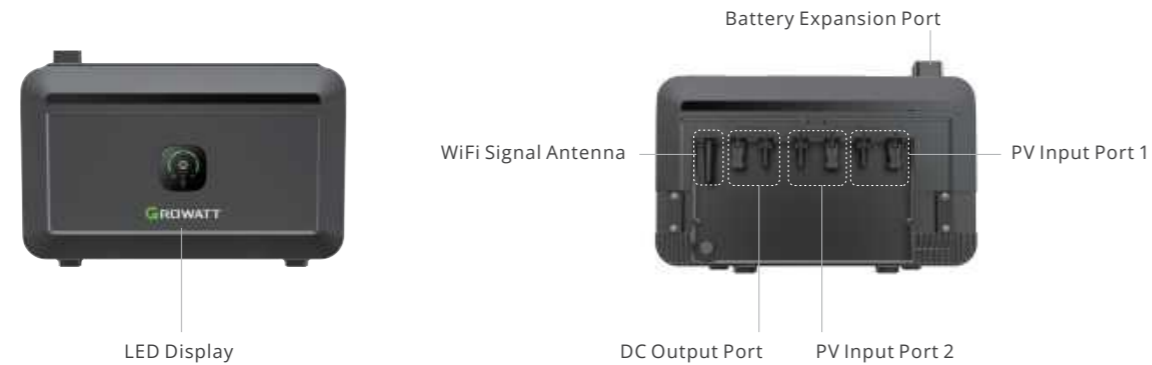 Battery Expansion Port
WiFi Signal Antenna
PV Input Port 1
GROWATT
LED Display
DC Output Port
PV Input Port 2